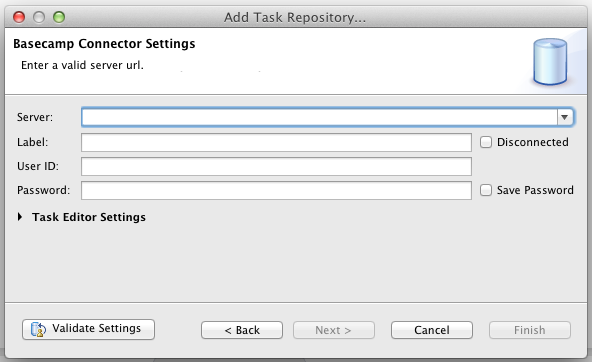 Add Task Repository...
Basecamp Connector Settings
Enter a valid server url.
Server:
Label:
Disconnected
User ID:
Password:
Save Password
Task Editor Settings
Validate Settings
< Back
Next >
Cancel
Finish